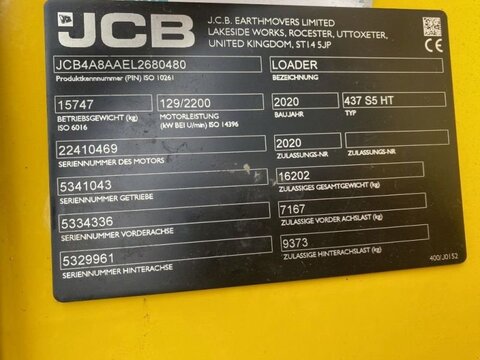 JCB
J.C.B. EARTHMOVERS LIMITED
LAKESIDE WORKS, ROCESTER, UTTOXETER,
UNITED KINGDOM, ST14 5JP
CE
JCB4A8AAEL2680480
LOADER
Produktkennnummer (PIN) ISO 10261
BEZEICHNUNG
15747
129/2200
2020
437 S5 HT
BETRIEBSGEWICHT (kg)
ISO 6016
MOTORLEISTUNG
(kW BEI U/min) ISO 14396
BAUJAHR
TYP
22410469
2020
SERIENNUMMER DES MOTORS
ZULASSUNGS-NR
ZULASSUNGS-NR
5341043
16202
SERIENNUMMER GETRIEBE
ZULÄSSIGES GESAMTGEWICHT (kg)
5334336
7167
SERIENNUMMER VORDERACHSE
ZULÄSSIGE VORDERACHSLAST (kg)
5329961
9373
SERIENNUMMER HINTERACHSE
ZULÄSSIGE HINTERACHSLAST (kg)
400/J0152